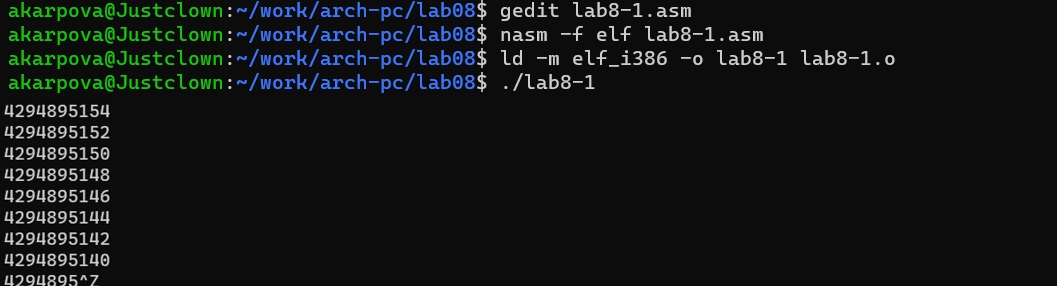 akarpova@Justclown:~/work/arch-pc/lab08$ gedit lab8-1.asm
akarpova@Justclown:~/work/arch-pc/lab08$ nasm -f elf lab8-1.asm
akarpova@Justclown:~/work/arch-pc/lab08$ ld -m elf_i386 -o lab8-1 lab8-1.o
akarpova@Justclown:~/work/arch-pc/lab08$ ./lab8-1
4294895154
4294895152
4294895150
4294895148
4294895146
4294895144
4294895142
4294895140
4294895^Z